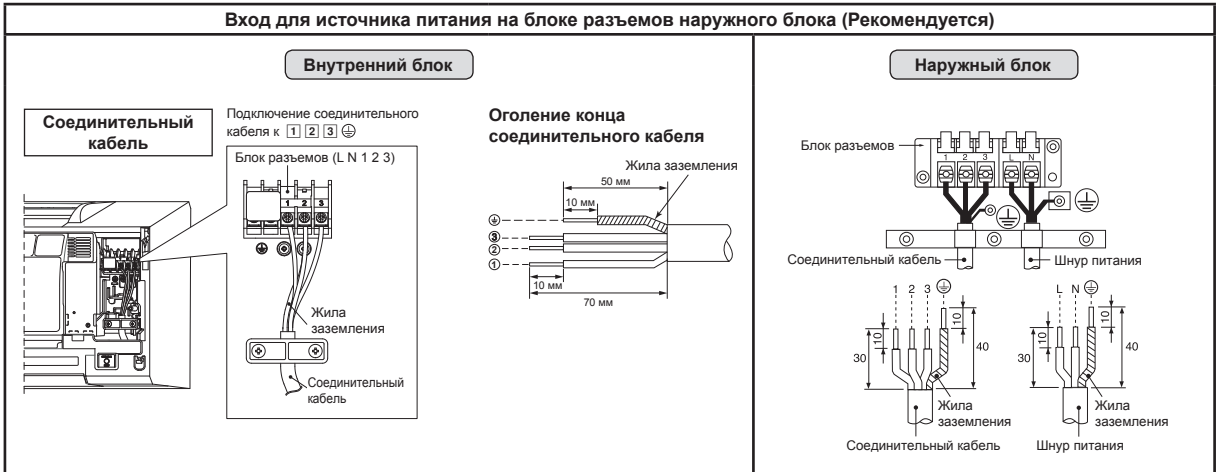 Вход для источника питания на блоке разъемов наружного блока (Рекомендуется)
Внутренний блок
Соединительный
кабель
Подключение соединительного
кабеля к 1 2 3 ⏚
Блок разъемов (L N 1 2 3)
1 2 3
Жила
заземления
Соединительный
кабель
Оголение конца
соединительного кабеля
Жила заземления
50 мм
10 мм
⏚
③
②
①
10 мм
70 мм
Наружный блок
Блок разъемов
1 2 3 L N
⏚ ⏚
Соединительный кабель
Шнур питания
1 2 3 ⏚
10
10
30
40
Жила
заземления
Соединительный кабель
L N ⏚
10
10
30
40
Жила
заземления
Шнур питания